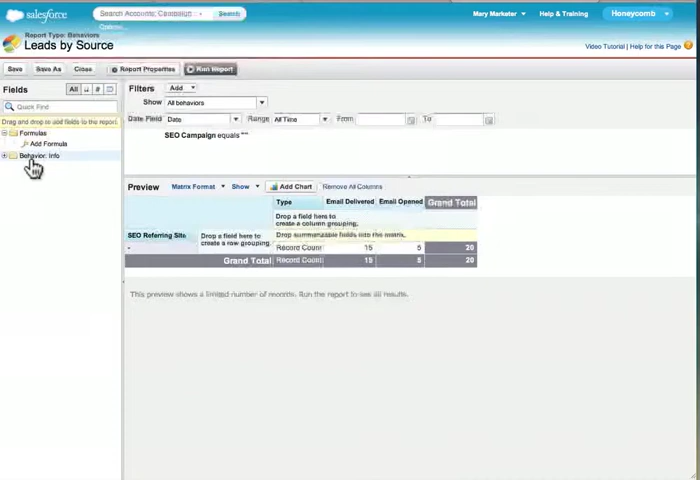 salesforce
Search Accounts, Campaign...
Search
Mary Marketer
Help & Training
Honeycomb
Report Type: Behaviors
Leads by Source
Video Tutorial | Help for this Page
Save
Save As
Close
Report Properties
Run Report
Fields
All
#
Quick Find
Drag and drop to add fields to the report.
Formulas
Add Formula
Behavior: Info
Filters
Add
Show
All behaviors
Date Field
Date
Range
All Time
From
To
SEO Campaign equals ""
Preview
Matrix Format
Show
Add Chart
Remove All Columns
Type
Email Delivered
Email Opened
Grand Total
Drop a field here to
create a column grouping.
SEO Referring Site
Drop a field here to
create a row grouping.
Drop summarizable fields into the matrix.
-
Record Count
15
5
20
Grand Total
Record Count
15
5
20
This preview shows a limited number of records. Run the report to see all results.